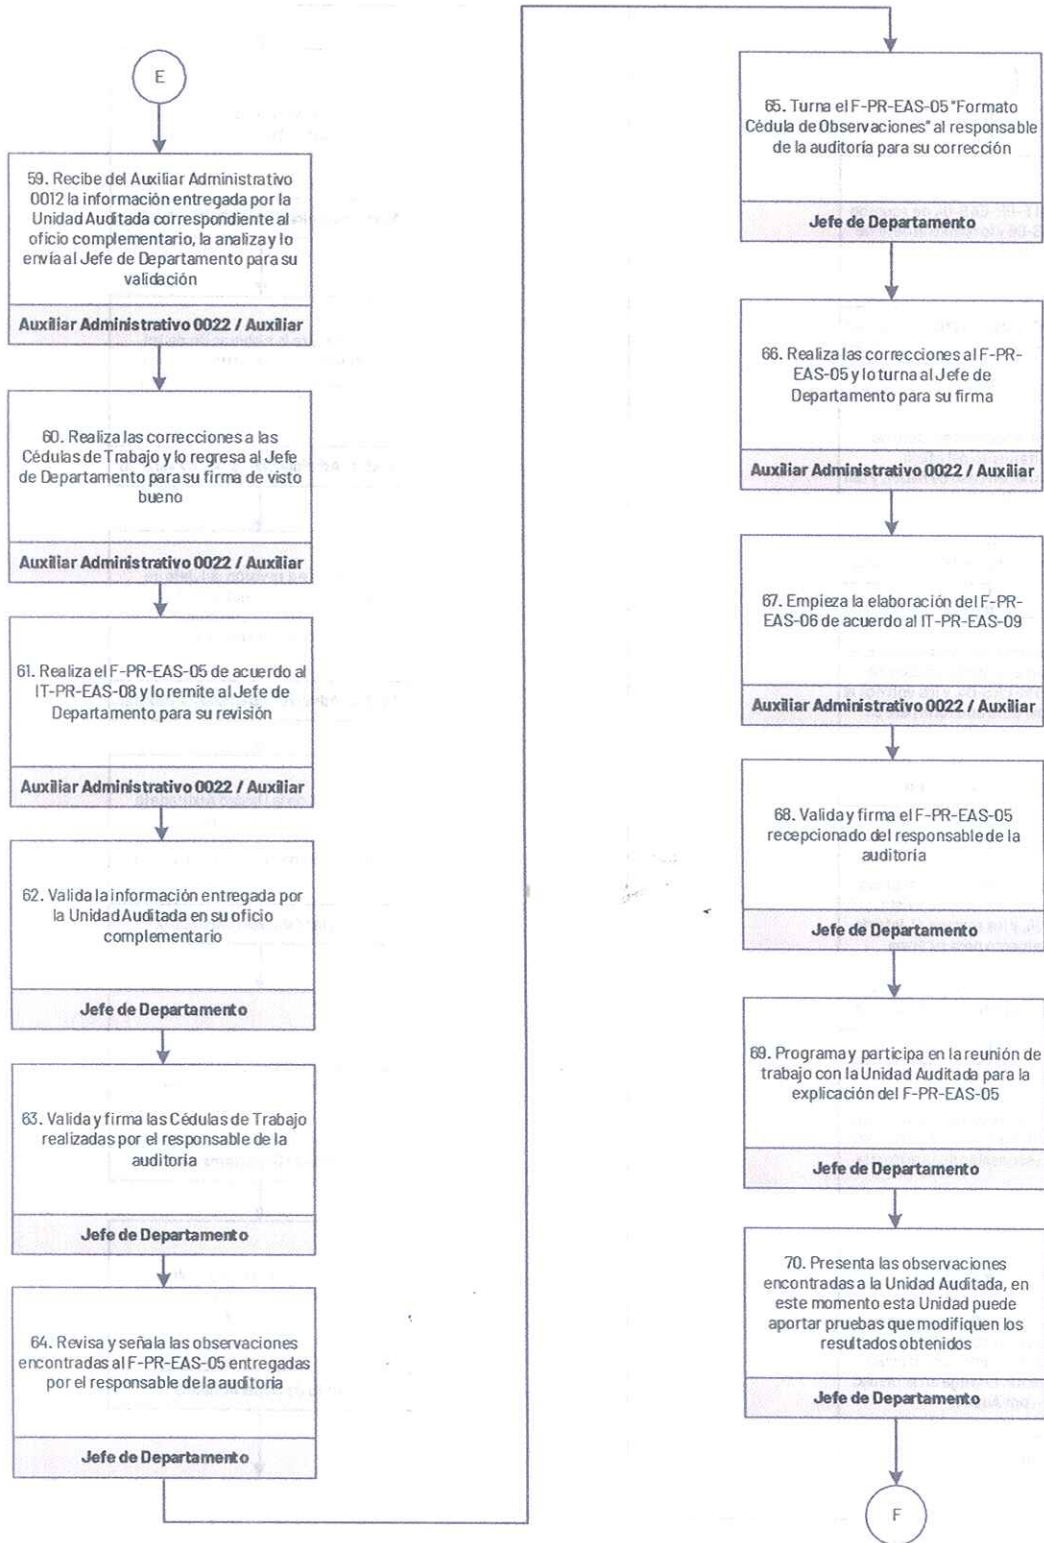 E
59. Recibe del Auxiliar Administrativo
0012 la información entregada por la
Unidad Auditada correspondiente al
oficio complementario, la analiza y lo
envía al Jefe de Departamento para su
validación
Auxiliar Administrativo 0022 / Auxiliar
60. Realiza las correcciones a las
Cédulas de Trabajo y lo regresa al Jefe
de Departamento para su firma de visto
bueno
Auxiliar Administrativo 0022 / Auxiliar
61. Realiza el F-PR-EAS-05 de acuerdo al
IT-PR-EAS-08 y lo remite al Jefe de
Departamento para su revisión
Auxiliar Administrativo 0022 / Auxiliar
62. Valida la información entregada por
la Unidad Auditada en su oficio
complementario
Jefe de Departamento
63. Valida y firma las Cédulas de Trabajo
realizadas por el responsable de la
auditoría
Jefe de Departamento
64. Revisa y señala las observaciones
encontradas al F-PR-EAS-05 entregadas
por el responsable de la auditoría
Jefe de Departamento
65. Turna el F-PR-EAS-05 "Formato
Cédula de Observaciones" al responsable
de la auditoría para su corrección
Jefe de Departamento
66. Realiza las correcciones al F-PR-
EAS-05 y lo turna al Jefe de
Departamento para su firma
Auxiliar Administrativo 0022 / Auxiliar
67. Empieza la elaboración del F-PR-
EAS-06 de acuerdo al IT-PR-EAS-09
Auxiliar Administrativo 0022 / Auxiliar
68. Valida y firma el F-PR-EAS-05
recepcionado del responsable de la
auditoría
Jefe de Departamento
69. Programa y participa en la reunión de
trabajo con la Unidad Auditada para la
explicación del F-PR-EAS-05
Jefe de Departamento
70. Presenta las observaciones
encontradas a la Unidad Auditada, en
este momento esta Unidad puede
aportar pruebas que modifiquen los
resultados obtenidos
Jefe de Departamento
F